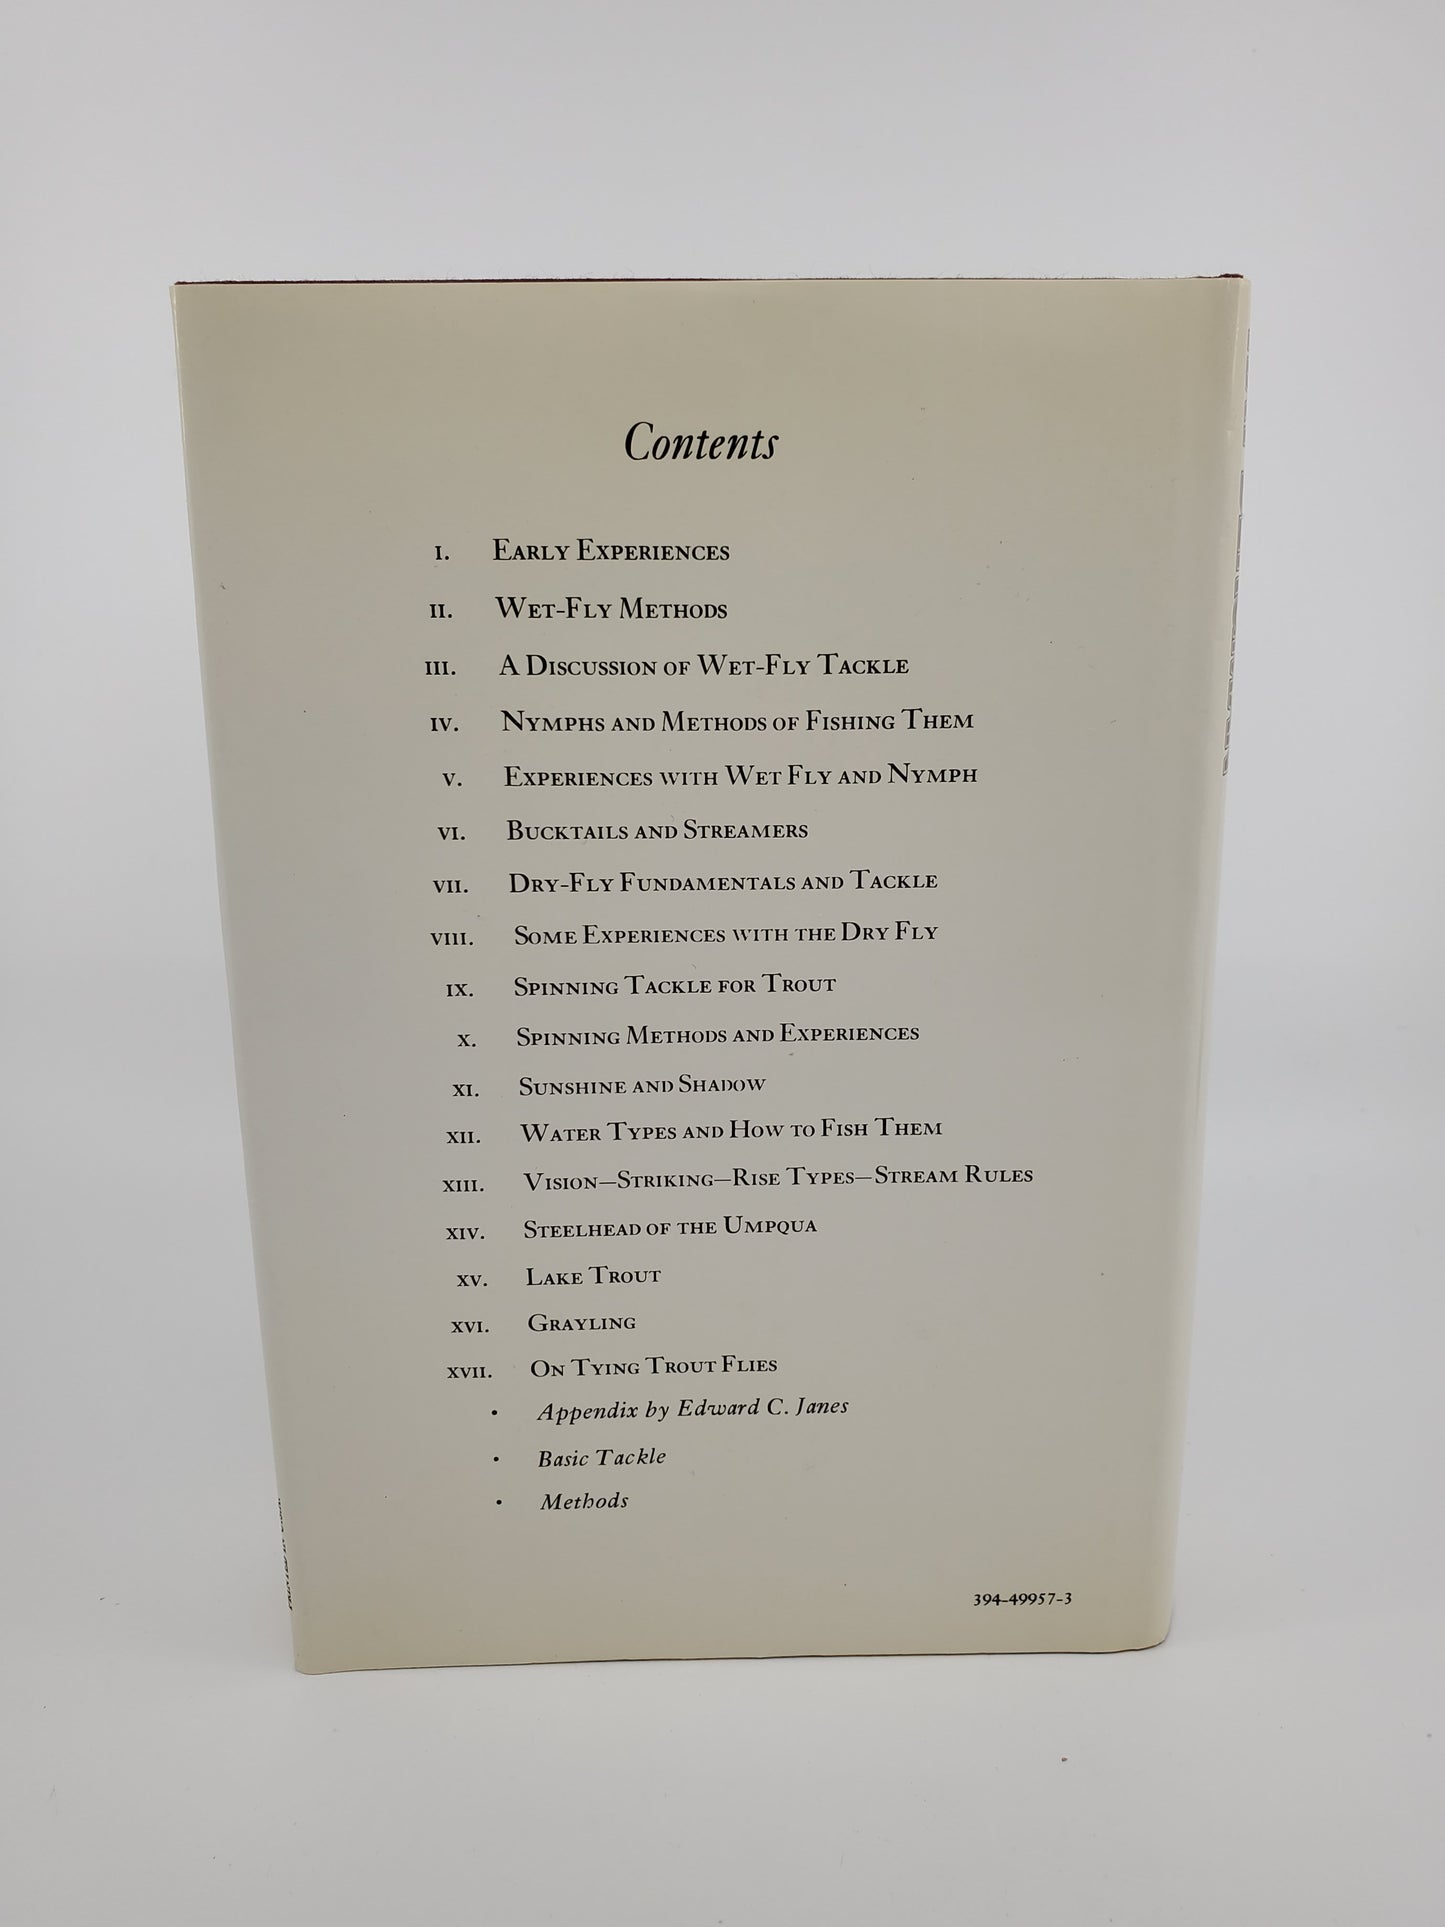 Contents
I. EARLY EXPERIENCES
II. WET-FLY METHODS
III. A DISCUSSION OF WET-FLY TACKLE
IV. NYMPHS AND METHODS OF FISHING THEM
V. EXPERIENCES WITH WET FLY AND NYMPH
VI. BUCKTAILS AND STREAMERS
VII. DRY-FLY FUNDAMENTALS AND TACKLE
VIII. SOME EXPERIENCES WITH THE DRY FLY
IX. SPINNING TACKLE FOR TROUT
X. SPINNING METHODS AND EXPERIENCES
XI. SUNSHINE AND SHADOW
XII. WATER TYPES AND HOW TO FISH THEM
XIII. VISION—STRIKING—RISE TYPES—STREAM RULES
XIV. STEELHEAD OF THE UMPQUA
XV. LAKE TROUT
XVI. GRAYLING
XVII. ON TYING TROUT FLIES
• Appendix by Edward C. Janes
• Basic Tackle
• Methods
394-49957-3